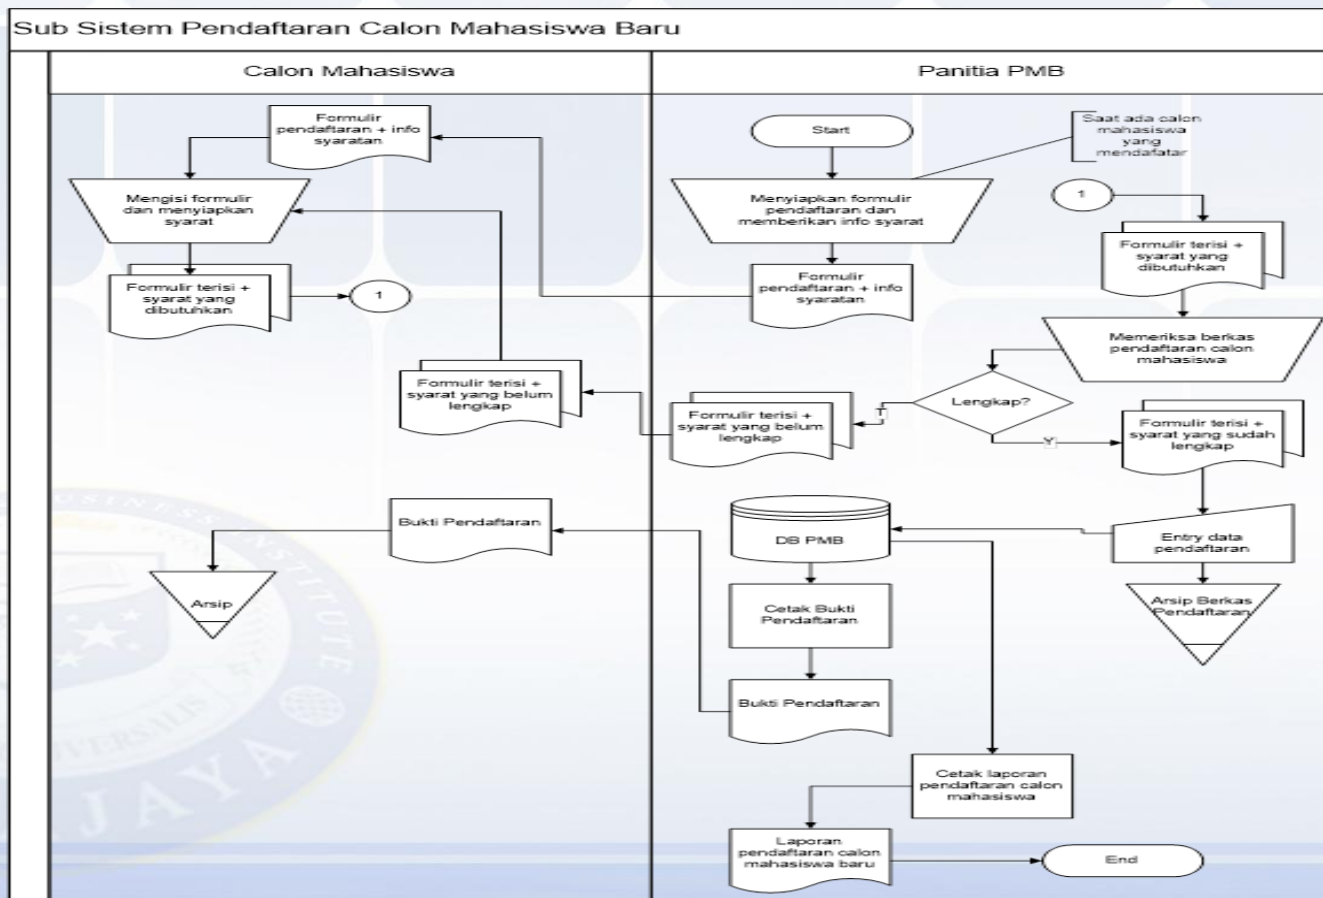 Sub Sistem Pendaftaran Calon Mahasiswa Baru
Calon Mahasiswa
Panitia PMB
Formulir
pendaftaran + info
syaratan
Mengisi formulir
dan menyiapkan
syarat
Formulir terisi +
syarat yang
dibutuhkan
1
Formulir terisi +
syarat yang belum
lengkap
Bukti Pendaftaran
Arsip
Start
Saat ada calon
mahasiswa
yang
mendafatar
Menyiapkan formulir
pendaftaran dan
memberikan info syarat
1
Formulir terisi +
syarat yang
dibutuhkan
Formulir
pendaftaran + info
syaratan
Memeriksa berkas
pendaftaran calon
mahasiswa
Lengkap?
T
Y
Formulir terisi +
syarat yang belum
lengkap
Formulir terisi +
syarat yang sudah
lengkap
DB PMB
Entry data
pendaftaran
Cetak Bukti
Pendaftaran
Arsip Berkas
Pendaftaran
Bukti Pendaftaran
Cetak laporan
pendaftaran calon
mahasiswa
Laporan
pendaftaran calon
mahasiswa baru
End
USINESS INSTITUTE
JAYA